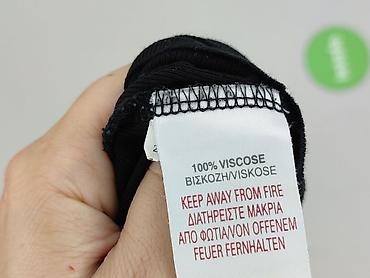 100% VISCOSE
ΒΙΣΚΟΖΗ/VISKOSE
KEEP AWAY FROM FIRE
ΔΙΑΤΗΡΕΙΣΤΕ ΜΑΚΡΙΑ
ΑΠΟ ΦΩΤΙΑ/VON OFFENEM
FEUER FERNHALTEN